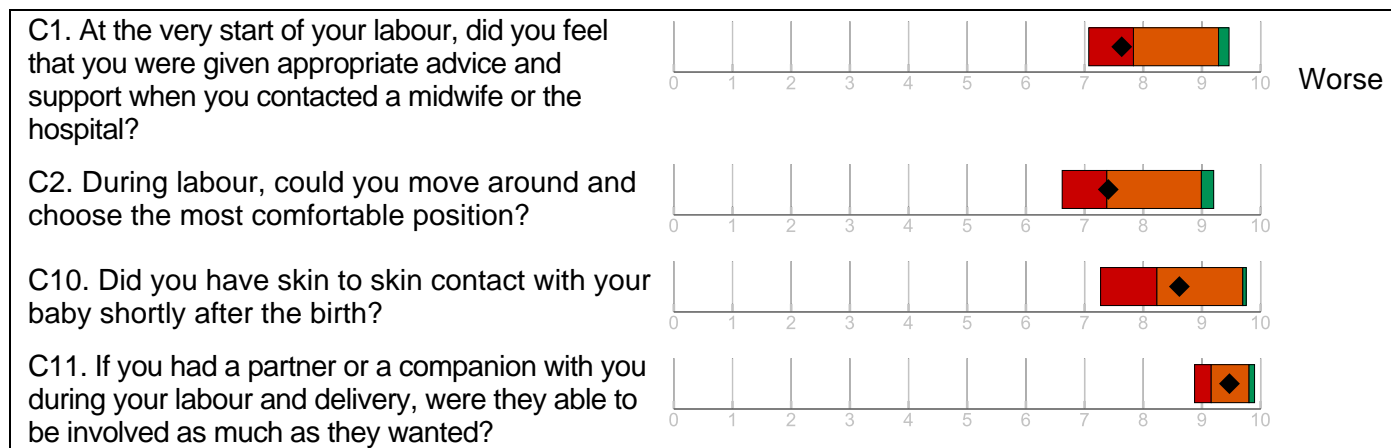 C1. At the very start of your labour, did you feel
that you were given appropriate advice and
support when you contacted a midwife or the
hospital?
0 1 2 3 4 5 6 7 8 9 10
Worse
C2. During labour, could you move around and
choose the most comfortable position?
0 1 2 3 4 5 6 7 8 9 10
C10. Did you have skin to skin contact with your
baby shortly after the birth?
0 1 2 3 4 5 6 7 8 9 10
C11. If you had a partner or a companion with you
during your labour and delivery, were they able to
be involved as much as they wanted?
0 1 2 3 4 5 6 7 8 9 10